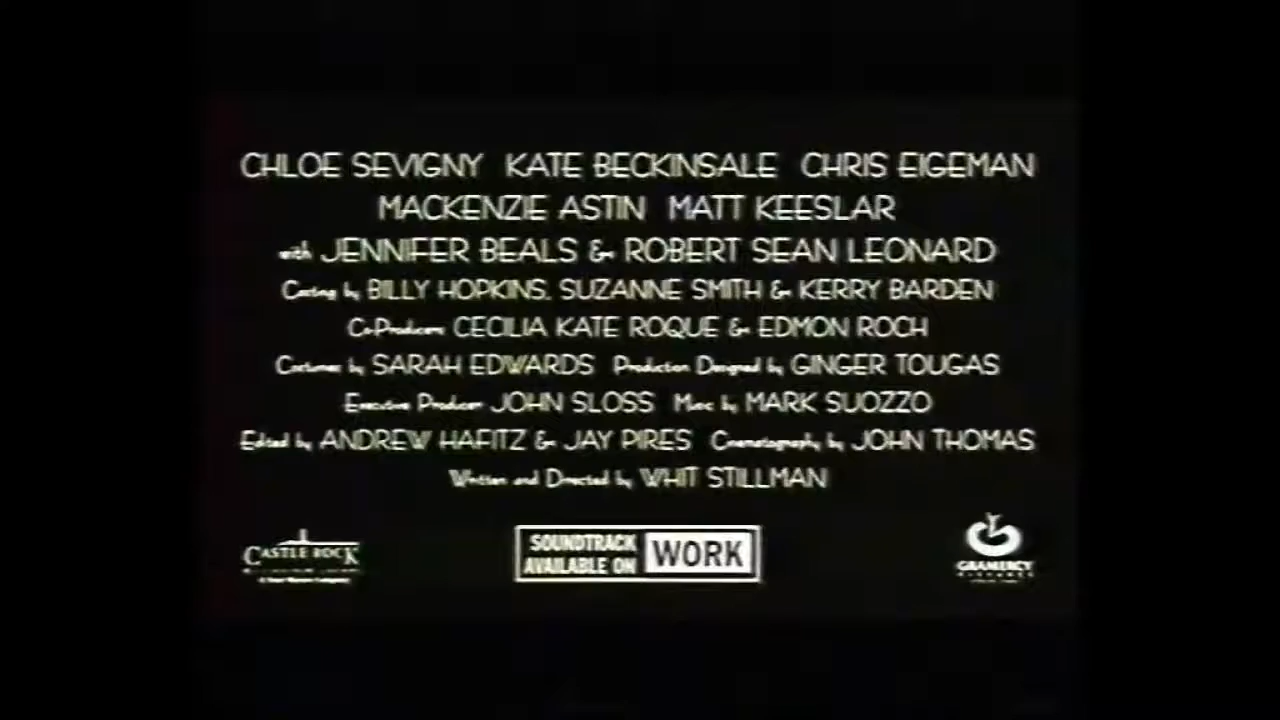 CHLOE SEVIGNY KATE BECKINSALE CHRIS EIGEMAN
MACKENZIE ASTIN MATT KEESLAR
with JENNIFER BEALS & ROBERT SEAN LEONARD
Casting by BILLY HOPKINS, SUZANNE SMITH & KERRY BARDEN
Co-Producers CECILIA KATE ROQUE & EDMON ROCH
Costumes by SARAH EDWARDS Production Designed by GINGER TOUGAS
Executive Producer JOHN SLOSS Music by MARK SUOZZO
Edited by ANDREW HAFITZ & JAY PIRES Cinematography by JOHN THOMAS
Written and Directed by WHIT STILLMAN
CASTLE ROCK
SOUNDTRACK AVAILABLE ON WORK
GRAMERCY